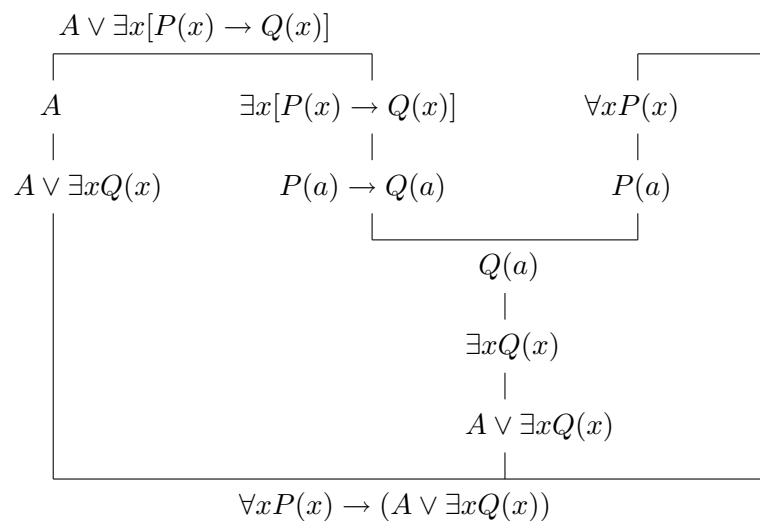 A ∨ ∃x[P(x) → Q(x)]
A ∃x[P(x) → Q(x)] ∀xP(x)
A ∨ ∃xQ(x) P(a) → Q(a) P(a)
Q(a)
∃xQ(x)
A ∨ ∃xQ(x)
∀xP(x) → (A ∨ ∃xQ(x))